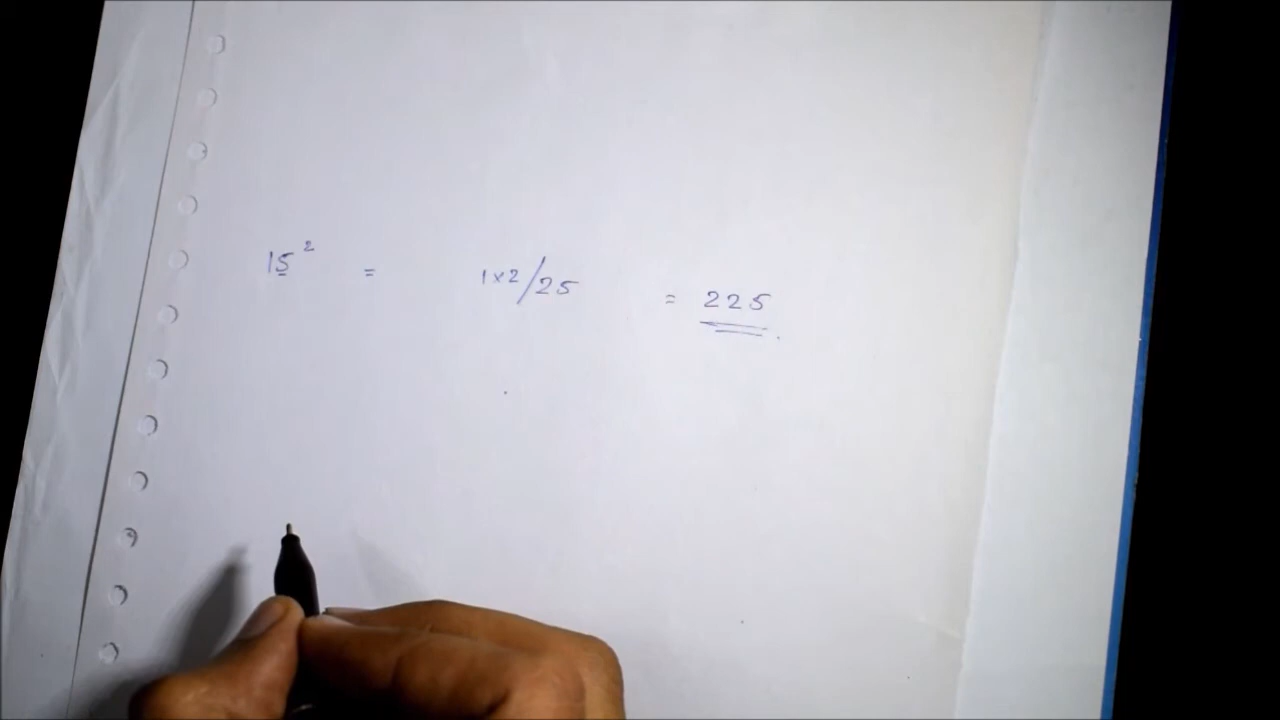 15² = 1×2/25 = 225